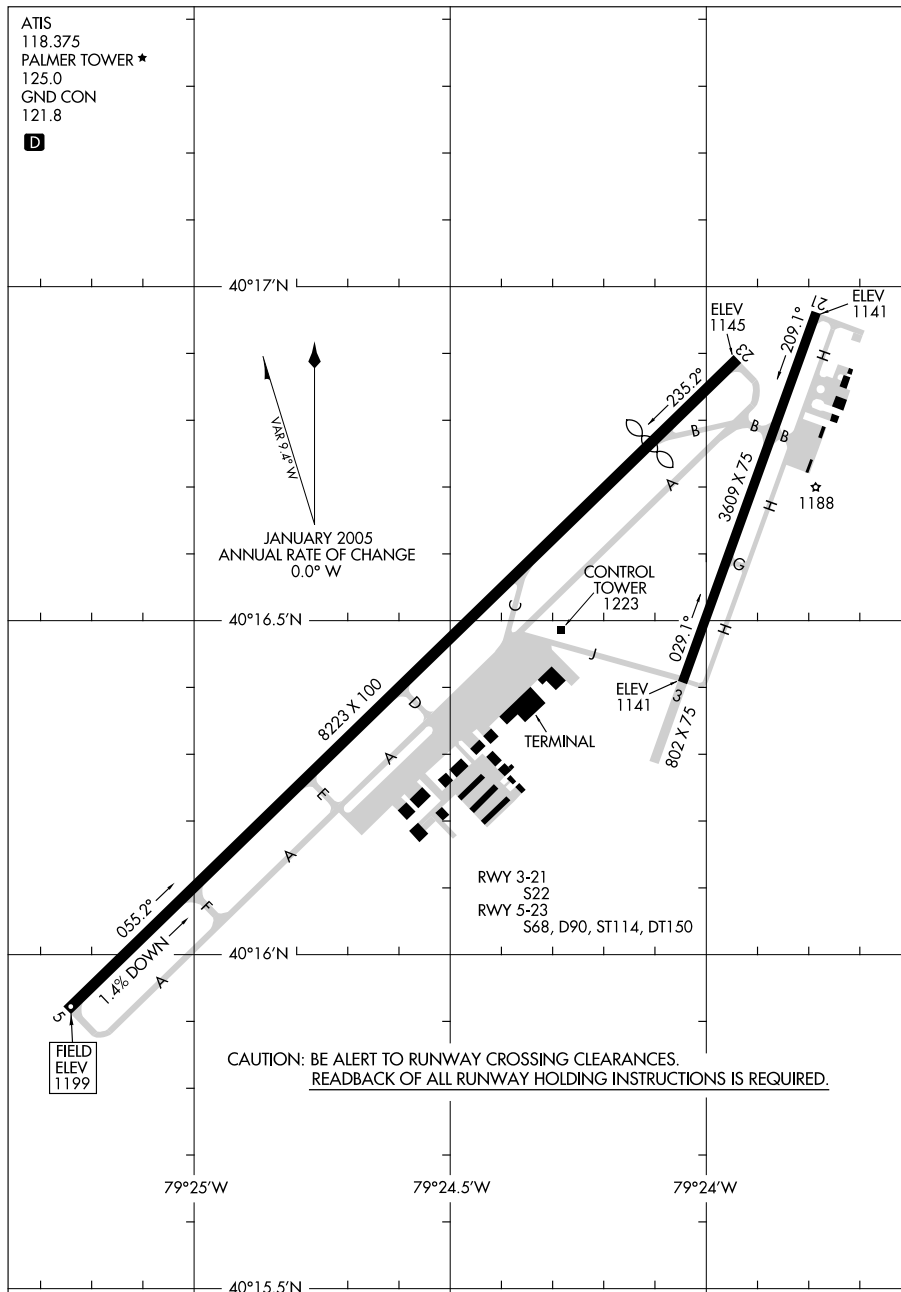 ATIS
118.375
PALMER TOWER ★
125.0
GND CON
121.8
D
40°17'N
ELEV
1145
23
21
ELEV
1141
209.1°
H
235.2°
B
B
B
VAR 9.4° W
A
3609 X 75
H
1188
JANUARY 2005
ANNUAL RATE OF CHANGE
0.0° W
G
CONTROL
TOWER
1223
C
40°16.5'N
029.1°
H
J
ELEV
1141
3
802 X 75
D
8223 X 100
TERMINAL
A
E
A
RWY 3-21
S22
RWY 5-23
S68, D90, ST114, DT150
F
055.2°
1.4% DOWN
40°16'N
A
5
FIELD
ELEV
1199
CAUTION: BE ALERT TO RUNWAY CROSSING CLEARANCES.
READBACK OF ALL RUNWAY HOLDING INSTRUCTIONS IS REQUIRED.
79°25'W
79°24.5'W
79°24'W
40°15.5'N